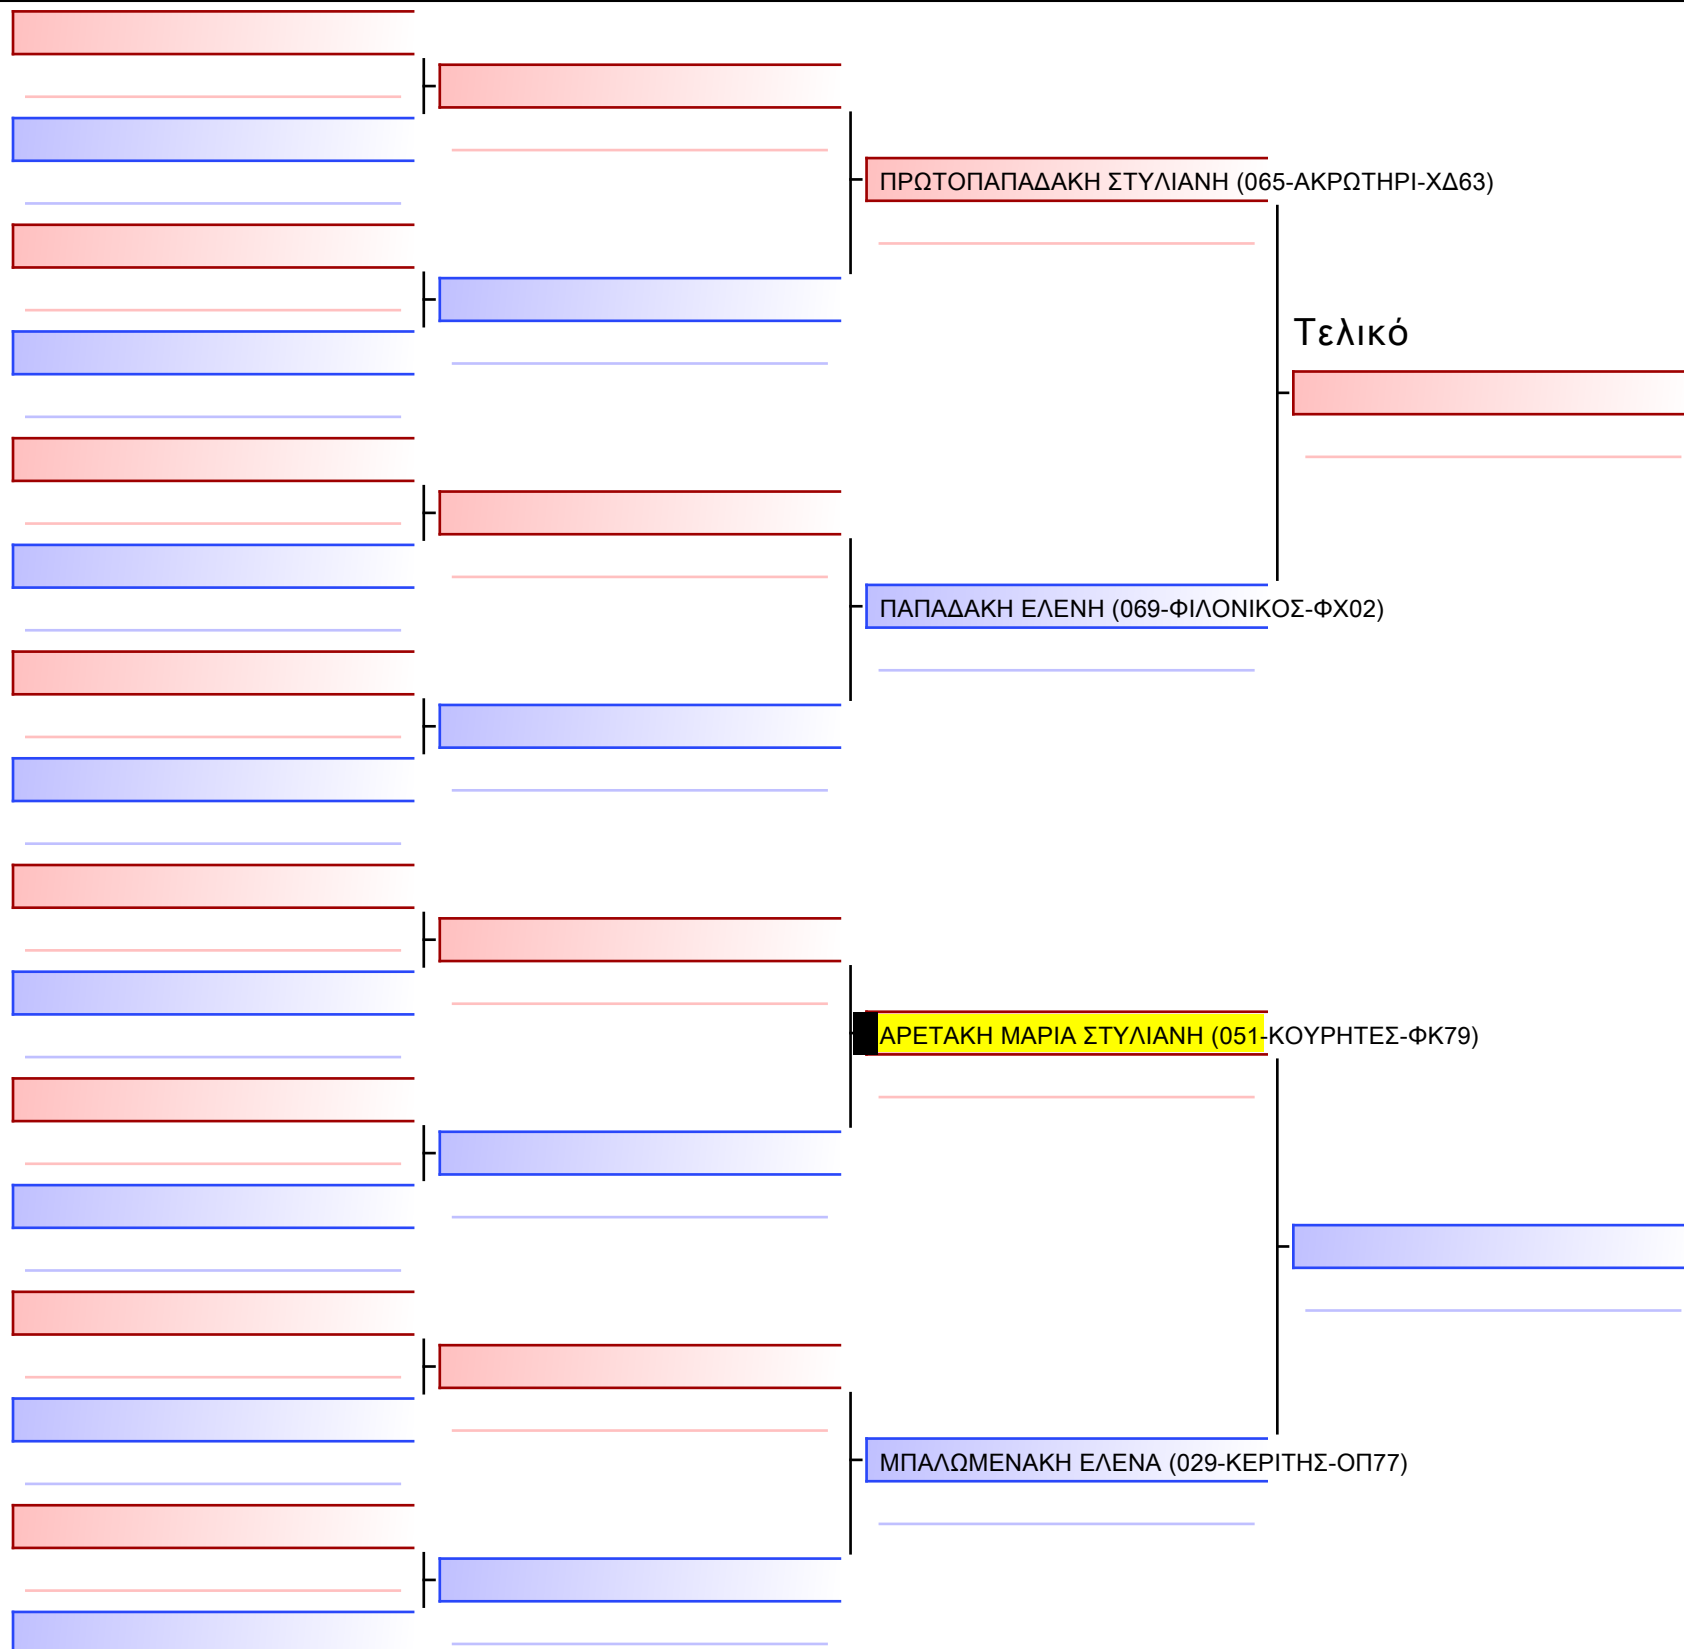 ΠΡΩΤΟΠΑΠΑΔΑΚΗ ΣΤΥΛΙΑΝΗ (065-ΑΚΡΩΤΗΡΙ-ΧΔ63)
Τελικό
ΠΑΠΑΔΑΚΗ ΕΛΕΝΗ (069-ΦΙΛΟΝΙΚΟΣ-ΦΧ02)
ΑΡΕΤΑΚΗ ΜΑΡΙΑ ΣΤΥΛΙΑΝΗ (051-ΚΟΥΡΗΤΕΣ-ΦΚ79)
ΜΠΑΛΩΜΕΝΑΚΗ ΕΛΕΝΑ (029-ΚΕΡΙΤΗΣ-ΟΠ77)